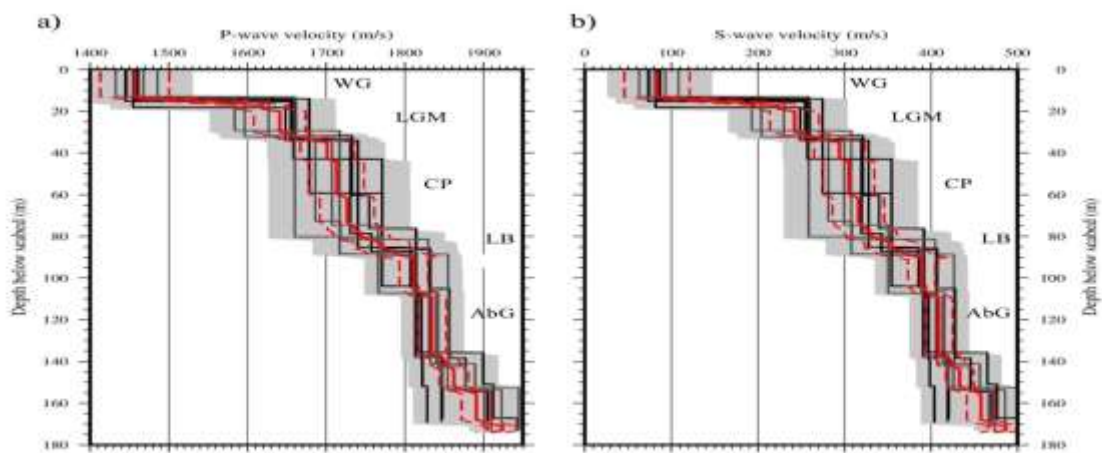 a)
P-wave velocity (m/s)
1400 1500 1600 1700 1800 1900
0
20
40
60
80
100
120
140
160
180
Depth below seabed (m)
WG
LGM
CP
LB
AbG
b)
S-wave velocity (m/s)
0 100 200 300 400 500
WG
LGM
CP
LB
AbG
0
20
40
60
80
100
120
140
160
180
Depth below seabed (m)